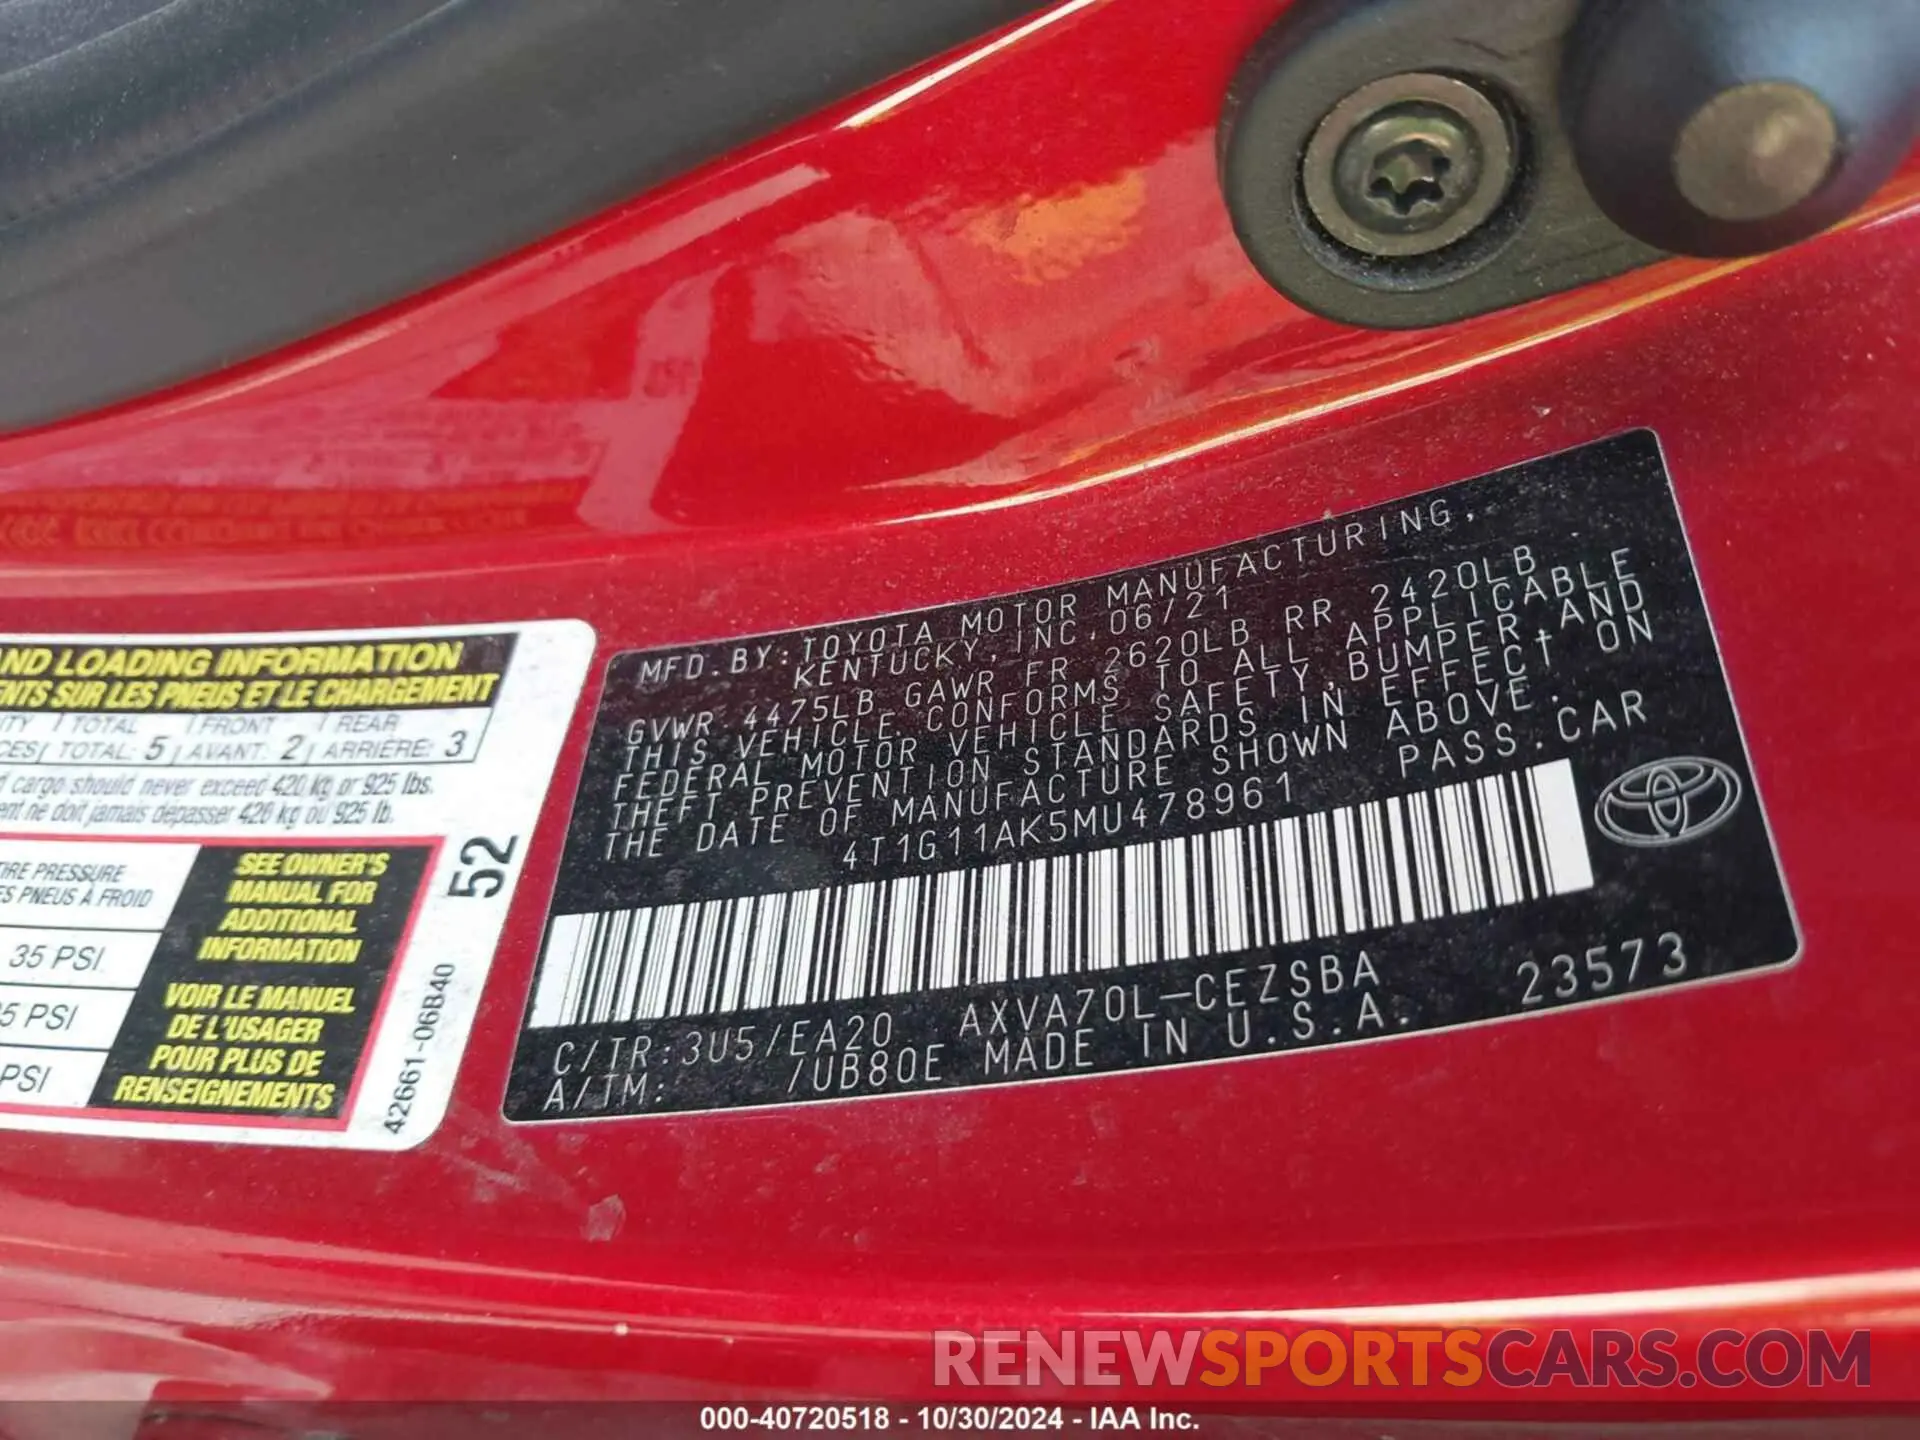 ND LOADING INFORMATION
ENTS SUR LES PNEUS ET LE CHARGEMENT
ITY TOTAL FRONT REAR
CES TOTAL: 5 AVANT: 2 ARRIÈRE: 3
cargo should never exceed 420 kg or 925 lbs.
ent ne doit jamais dépasser 420 kg ou 925 lb.
IRE PRESSURE
ES PNEUS À FROID
35 PSI
5 PSI
PSI
SEE OWNER'S
MANUAL FOR
ADDITIONAL
INFORMATION
VOIR LE MANUEL
DE L'USAGER
POUR PLUS DE
RENSEIGNEMENTS
52
42661-06B40
MFD. BY: TOYOTA MOTOR MANUFACTURING,
KENTUCKY, INC. 06/21
GVWR 4475LB GAWR FR 2620LB RR 2420LB
THIS VEHICLE CONFORMS TO ALL APPLICABLE
FEDERAL MOTOR VEHICLE SAFETY, BUMPER, AND
THEFT PREVENTION STANDARDS IN EFFECT ON
THE DATE OF MANUFACTURE SHOWN ABOVE.
4T1G11AK5MU478961 PASS. CAR
C/TR: 3U5/EA20 AXVA70L-CEZSBA 23573
A/TM: /UB80E MADE IN U.S.A.
RENEWSPORTSCARS.COM
000-40720518 - 10/30/2024 - IAA Inc.